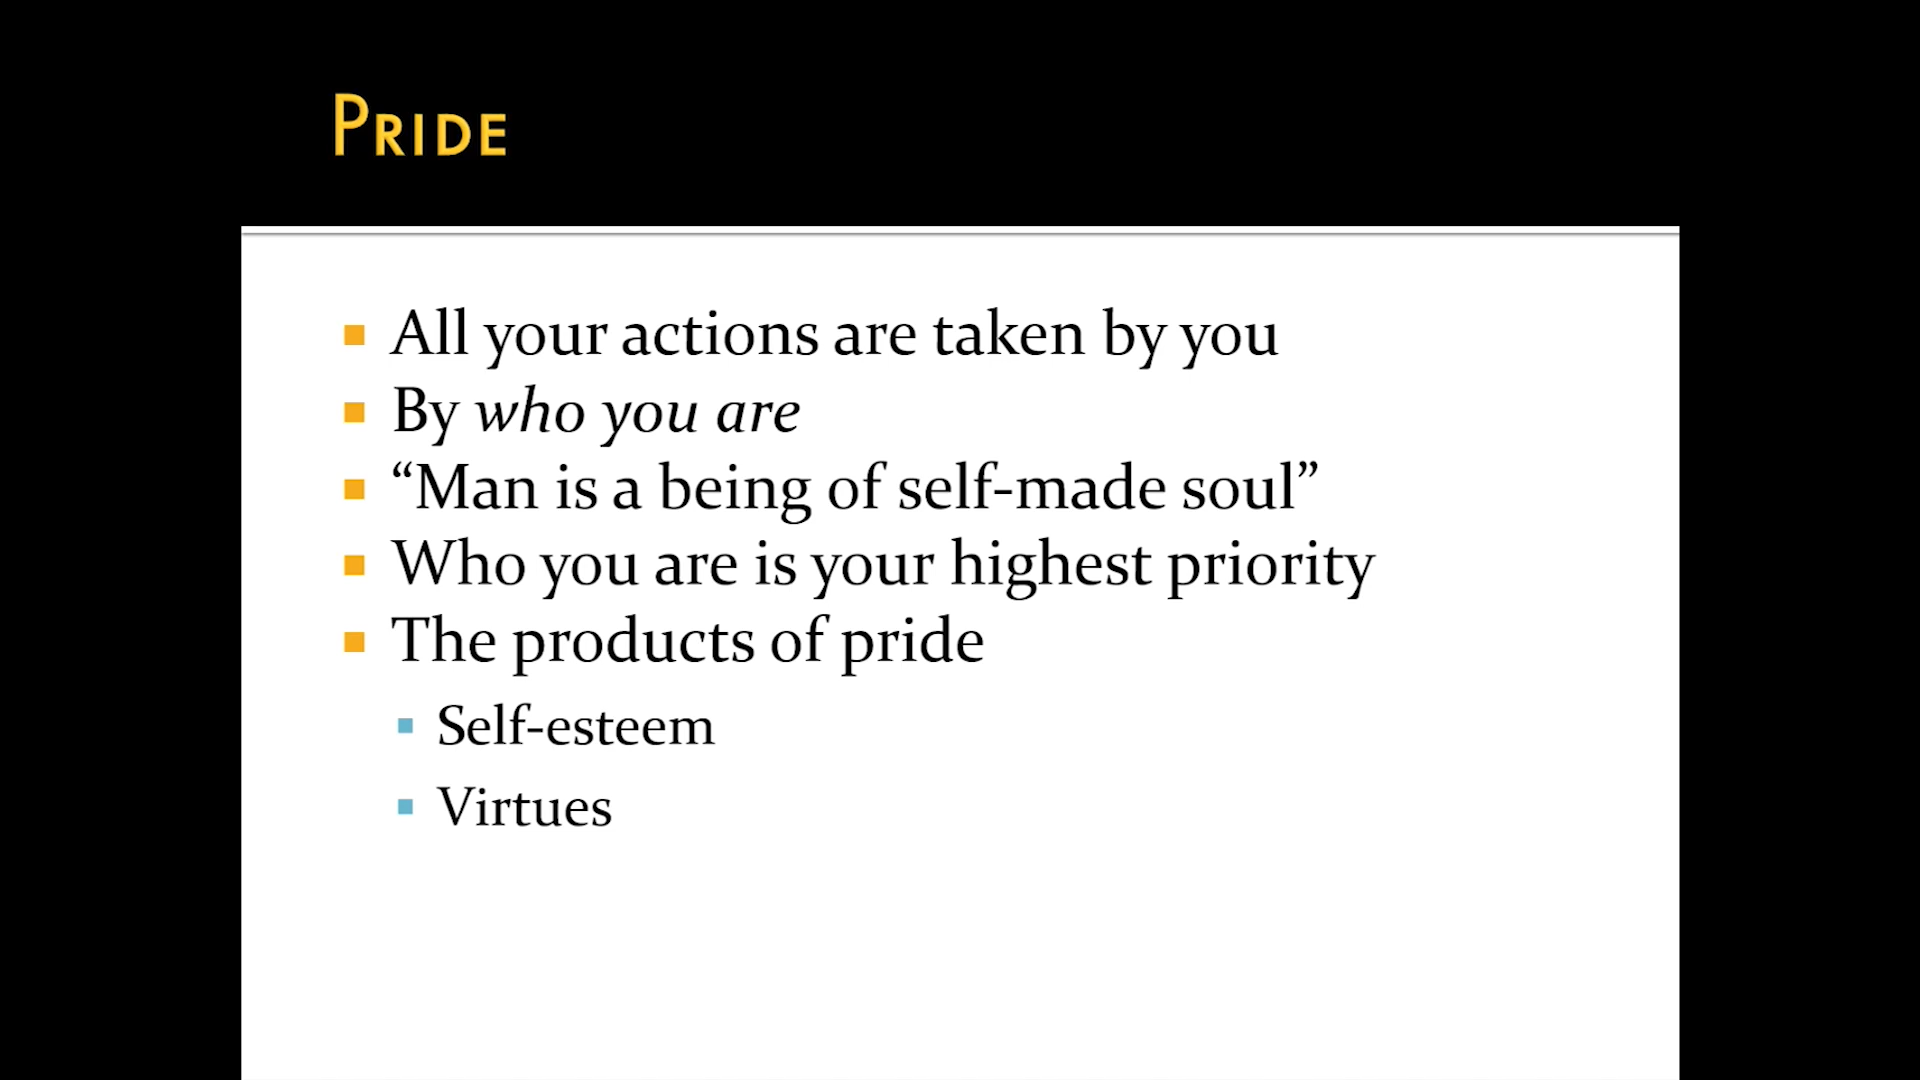 Pride
All your actions are taken by you
By who you are
“Man is a being of self-made soul”
Who you are is your highest priority
The products of pride
Self-esteem
Virtues